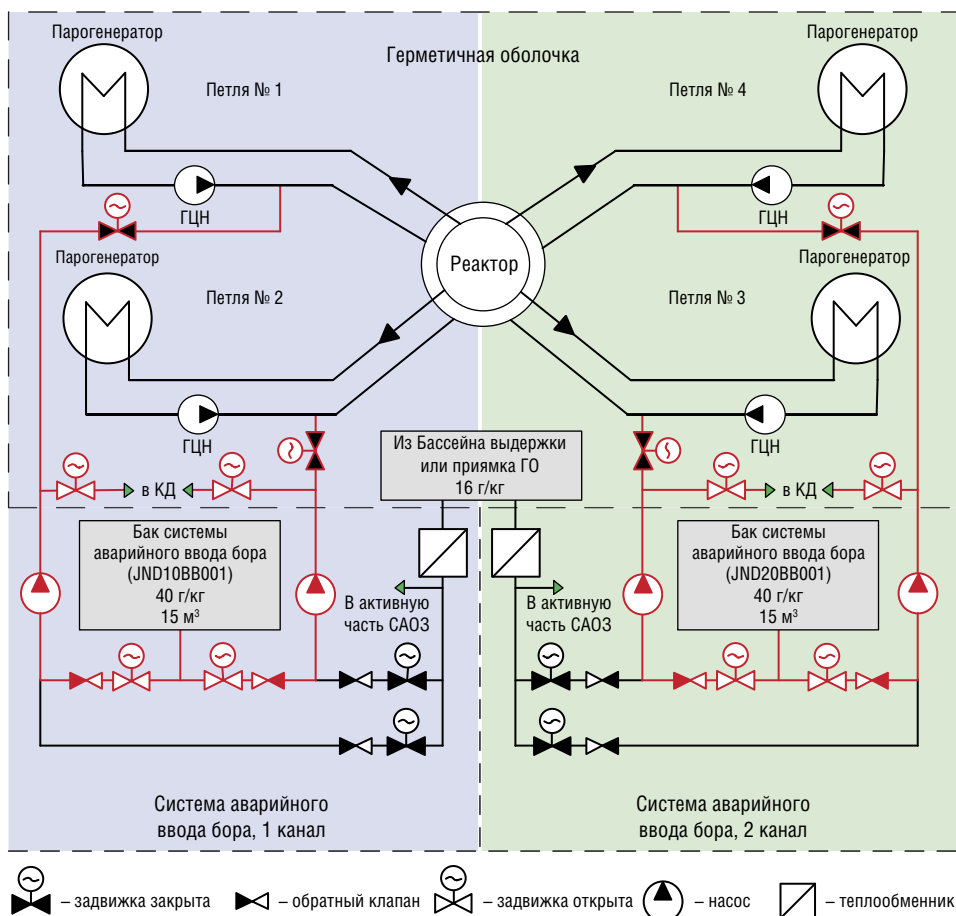 Парогенератор
Герметичная оболочка
Парогенератор
Петля № 1
Петля № 4
ГЦН
ГЦН
Парогенератор
Реактор
Парогенератор
Петля № 2
Петля № 3
ГЦН
ГЦН
Из Бассейна выдержки
или приямка ГО
16 г/кг
в КД
в КД
Бак системы
аварийного ввода бора
(JND10BB001)
40 г/кг
15 м³
В активную
часть САОЗ
В активную
часть САОЗ
Бак системы
аварийного ввода бора
(JND20BB001)
40 г/кг
15 м³
Система аварийного
ввода бора, 1 канал
Система аварийного
ввода бора, 2 канал
– задвижка закрыта
– обратный клапан
– задвижка открыта
– насос
– теплообменник